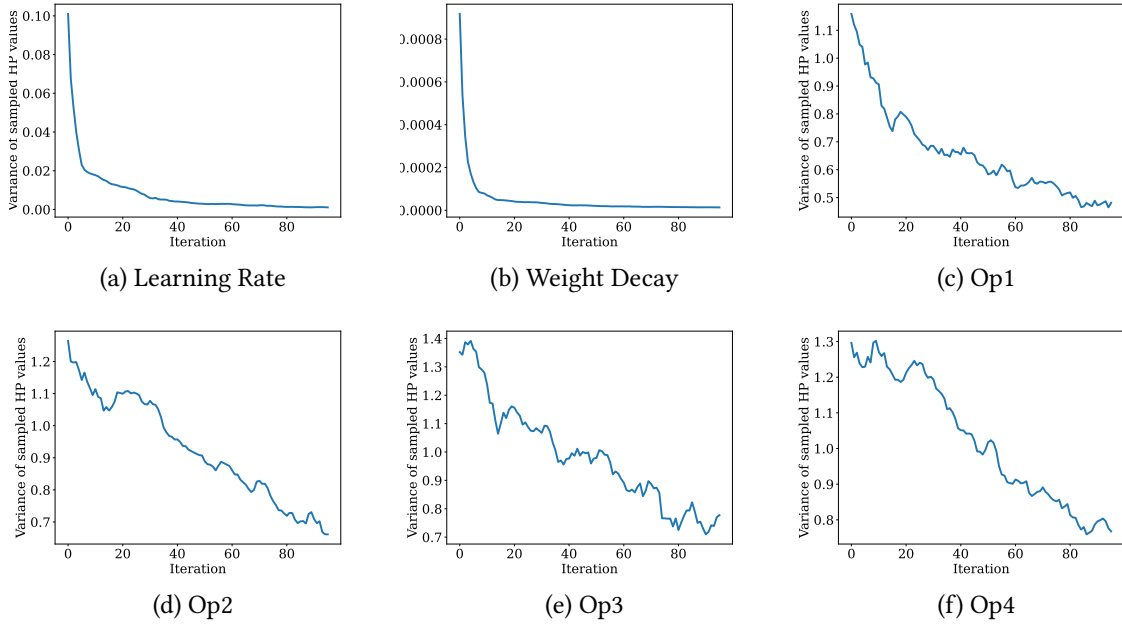 Variance of sampled HP values
0.10
0.08
0.06
0.04
0.02
0.00
0 20 40 60 80
Iteration
(a) Learning Rate
0.0008
0.0006
0.0004
0.0002
0.0000
0 20 40 60 80
Iteration
(b) Weight Decay
Variance of sampled HP values
1.1
1.0
0.9
0.8
0.7
0.6
0.5
0 20 40 60 80
Iteration
(c) Op1
Variance of sampled HP values
1.2
1.1
1.0
0.9
0.8
0.7
0 20 40 60 80
Iteration
(d) Op2
Variance of sampled HP values
1.4
1.3
1.2
1.1
1.0
0.9
0.8
0.7
0 20 40 60 80
Iteration
(e) Op3
Variance of sampled HP values
1.3
1.2
1.1
1.0
0.9
0.8
0 20 40 60 80
Iteration
(f) Op4